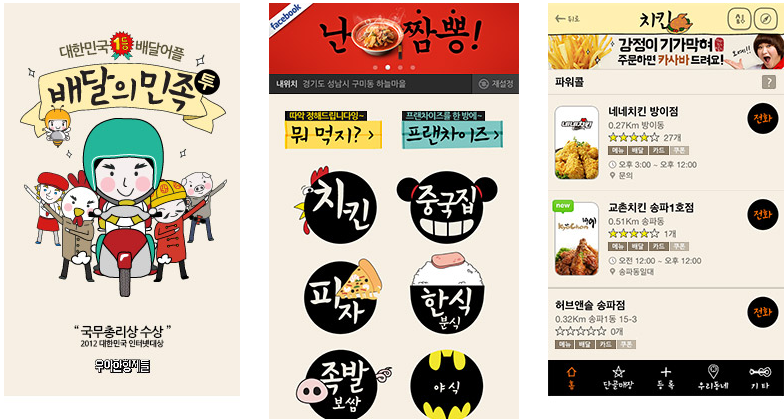 대한민국 1등 배달어플
배달의민족 투
“ 국무총리상 수상 ”
2012 대한민국 인터넷대상
우아한형제들
facebook
난 짬뽕!
내위치 경기도 성남시 구미동 하늘마을
재설정
따악 정해드립니다잉~
뭐 먹지? >
프랜차이즈를 한 방에~
프랜차이즈 >
치킨
중국집
피자
한식
분식
족발
보쌈
야식
뒤로
치킨
감정이 기가막혀
주문하면 카사바 드려요!
오예!!
파워콜
?
네네치킨 방이점
0.27Km 방이동
27개
메뉴 배달 카드 쿠폰
오후 3:00 ~ 오후 12:00
문의
전화
new
네네치킨
교촌치킨 송파1호점
0.51Km 송파동
1개
메뉴 배달 카드 쿠폰
오전 12:00 ~ 오후 12:00
송파동일대
전화
KyoChon
허브앤솔 송파점
0.32Km 송파1동 15-3
0개
메뉴 배달 카드 쿠폰
전화
홈
단골매장
등록
우리동네
기타